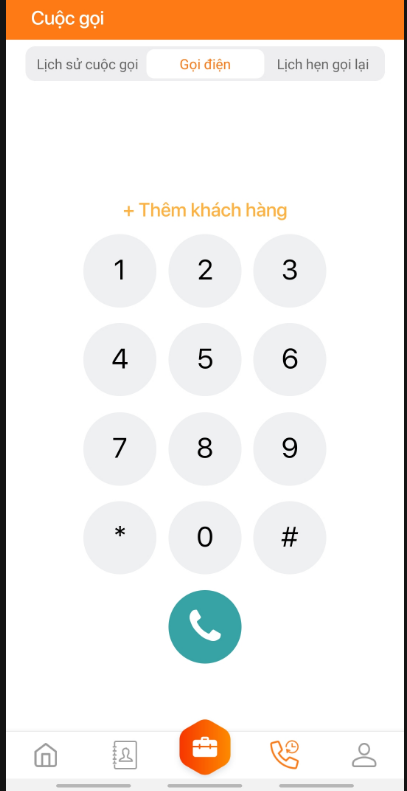 Cuộc gọi
Lịch sử cuộc gọi Gọi điện Lịch hẹn gọi lại
+ Thêm khách hàng
1 2 3
4 5 6
7 8 9
* 0 #